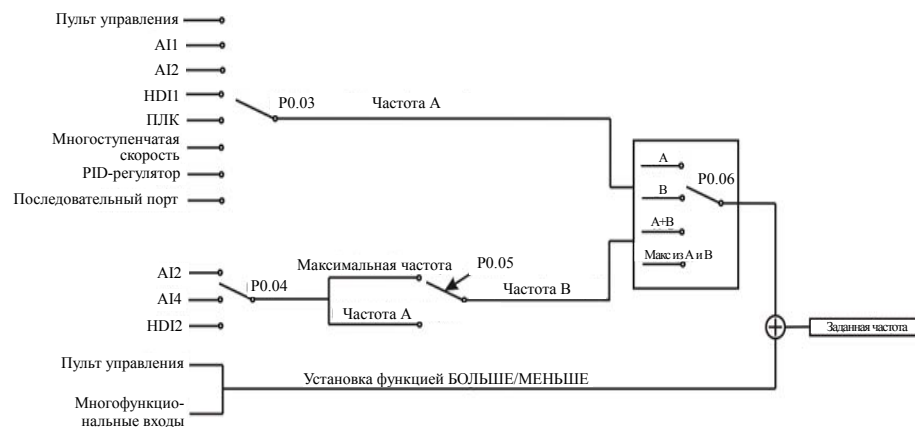 Пульт управления
AI1
AI2
HDI1
ПЛК
Многоступенчатая
скорость
PID-регулятор
Последовательный порт
P0.03
Частота А
А
В
А+В
Макс из А и В
P0.06
AI2
AI4
HDI2
P0.04
Максимальная частота
Частота А
P0.05
Частота В
Заданная частота
Пульт управления
Многофункцио-
нальные входы
Установка функцией БОЛЬШЕ/МЕНЬШЕ